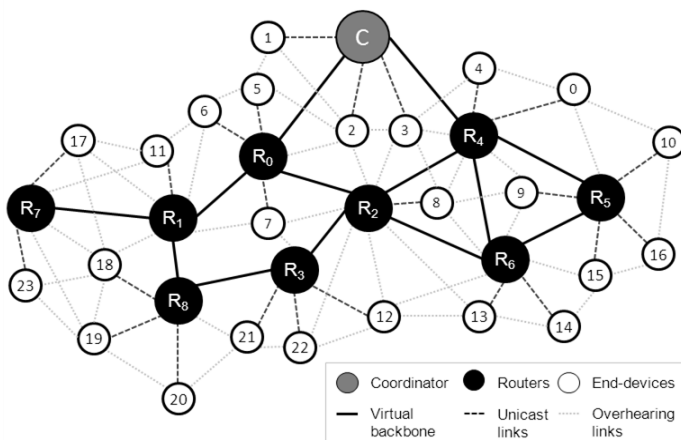 1
C
4
0
5
6
2
3
R₄
10
17
11
R₀
R₇
R₁
7
R₂
8
9
R₅
18
R₃
R₆
16
23
R₈
15
19
21
22
12
13
14
20
Coordinator Routers End-devices
Virtual backbone Unicast links Overhearing links